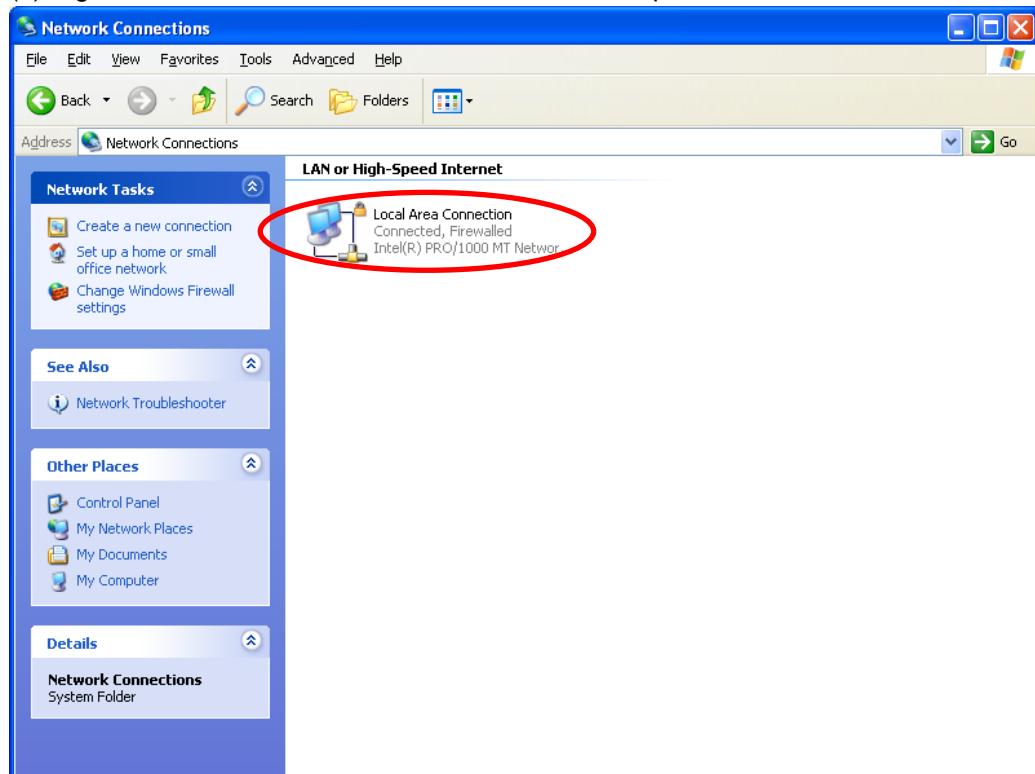 Network Connections
File Edit View Favorites Tools Advanced Help
Back Search Folders
Address Network Connections Go
Network Tasks
Create a new connection
Set up a home or small
office network
Change Windows Firewall
settings
See Also
Network Troubleshooter
Other Places
Control Panel
My Network Places
My Documents
My Computer
Details
Network Connections
System Folder
LAN or High-Speed Internet
Local Area Connection
Connected, Firewalled
Intel(R) PRO/1000 MT Networ...